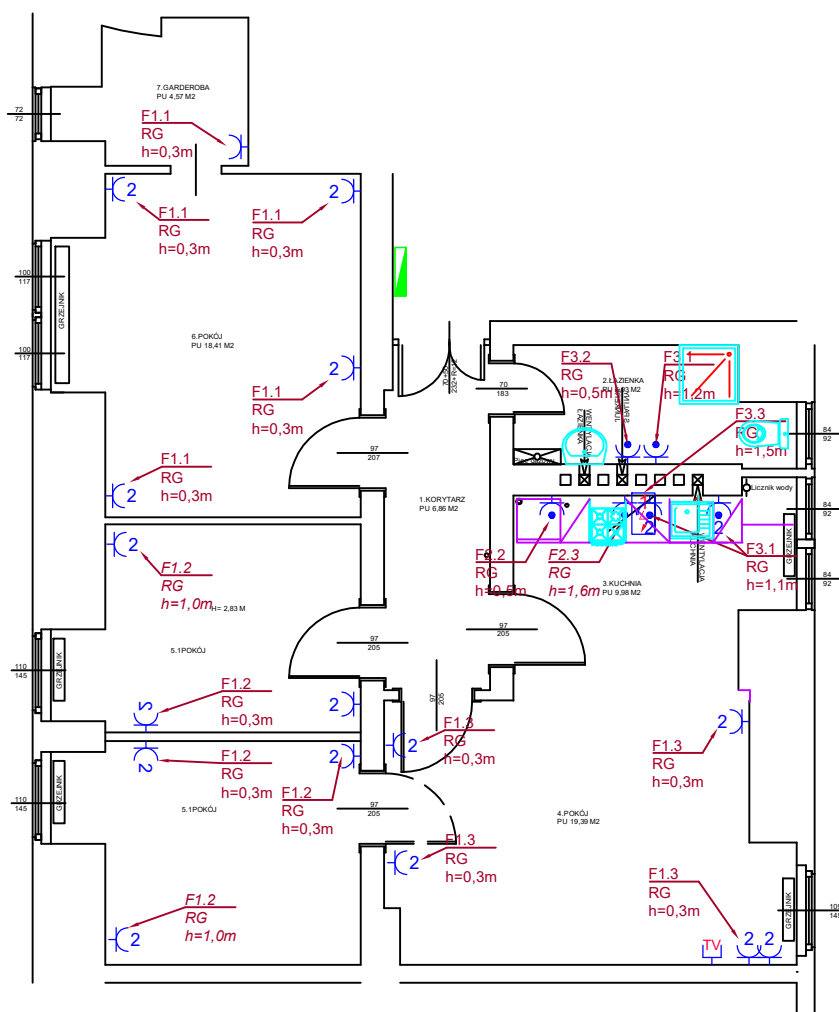 7.GARDEROBA
PU 4,57 M2
72
72
F1.1
RG
h=0,3m
2
2
F1.1
RG
h=0,3m
F1.1
RG
h=0,3m
100
117
GRZEJNIK
100
117
6.POKÓJ
PU 18,41 M2
2
F1.1
RG
h=0,3m
F1.1
RG
h=0,3m
2
97
207
70
183
F3.2
RG
h=0,5m
F3.1
RG
h=1,2m
2.ŁAZIENKA
F3.3
RG
h=1,5m
84
92
1.KORYTARZ
PU 6,86 M2
Licznik wody
84
92
2
2
F2.2
RG
h=0,5m
F2.3
RG
h=1,6m
3.KUCHNIA
PU 9,98 M2
F3.1
RG
h=1,1m
GRZEJNIK
84
92
2
F1.2
RG
h=1,0m
H= 2,83 M
97
205
97
205
97
205
5.1POKÓJ
110
145
GRZEJNIK
F1.2
RG
h=0,3m
2
2
2
F1.2
RG
h=0,3m
2
F1.2
RG
h=0,3m
2
F1.3
RG
h=0,3m
2
F1.3
RG
h=0,3m
110
145
GRZEJNIK
5.1POKÓJ
97
205
4.POKÓJ
PU 19,39 M2
2
F1.3
RG
h=0,3m
F1.3
RG
h=0,3m
GRZEJNIK
2
F1.2
RG
h=1,0m
TV
2
2